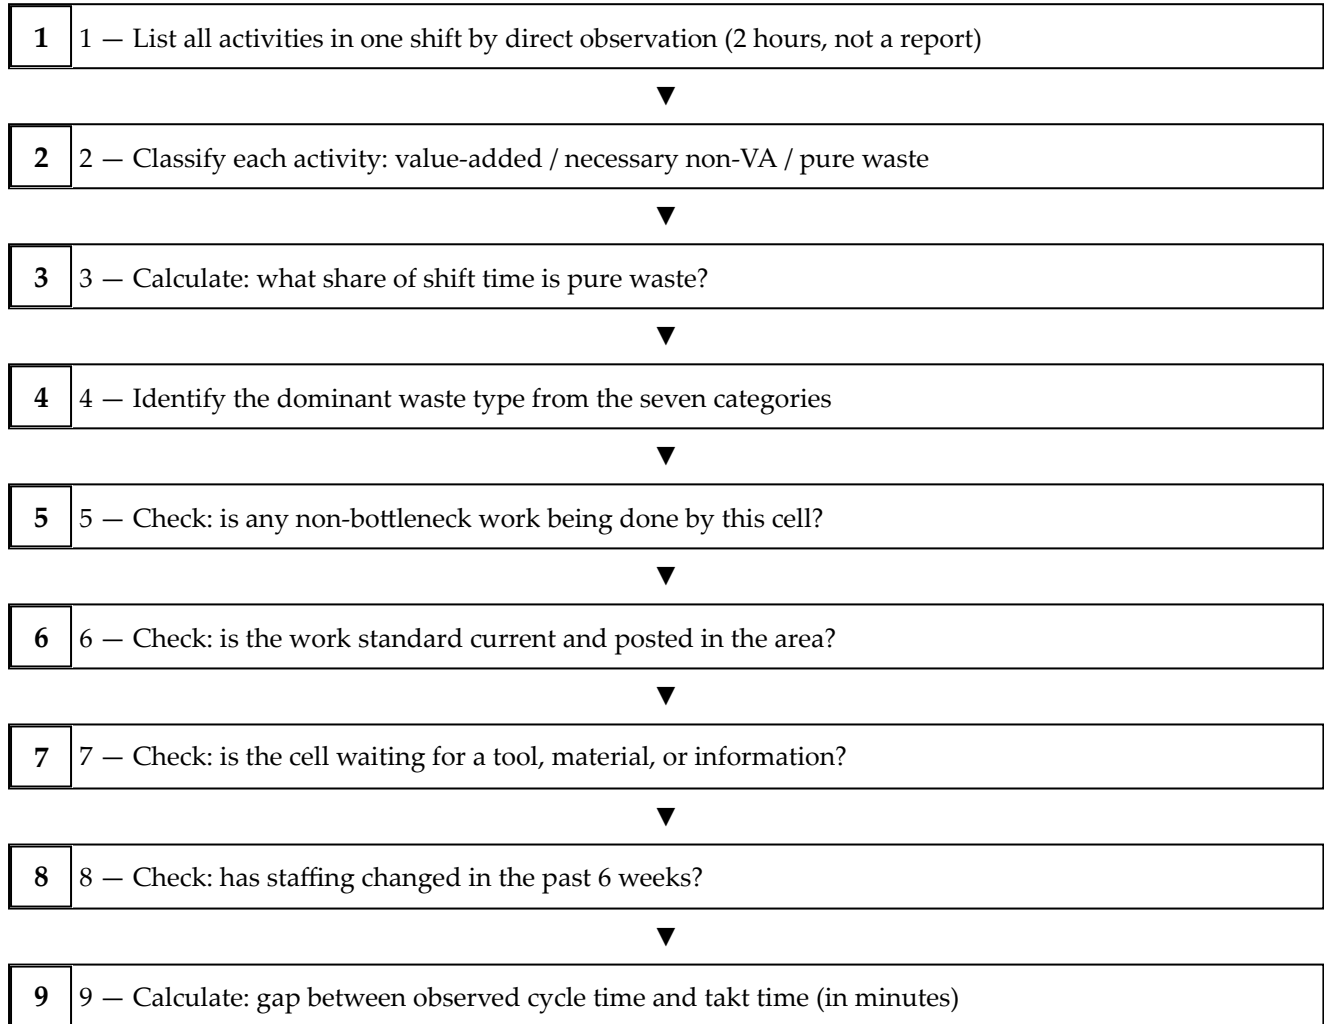 1 1 — List all activities in one shift by direct observation (2 hours, not a report)
▼
2 2 — Classify each activity: value-added / necessary non-VA / pure waste
▼
3 3 — Calculate: what share of shift time is pure waste?
▼
4 4 — Identify the dominant waste type from the seven categories
▼
5 5 — Check: is any non-bottleneck work being done by this cell?
▼
6 6 — Check: is the work standard current and posted in the area?
▼
7 7 — Check: is the cell waiting for a tool, material, or information?
▼
8 8 — Check: has staffing changed in the past 6 weeks?
▼
9 9 — Calculate: gap between observed cycle time and takt time (in minutes)